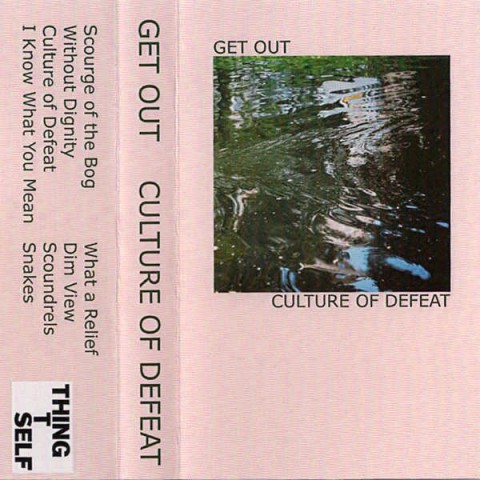 Scourge of the Bog
Without Dignity
Culture of Defeat
I Know What You Mean
What a Relief
Dim View
Scoundrels
Snakes
THING
T
SELF
GET OUT CULTURE OF DEFEAT
GET OUT
CULTURE OF DEFEAT